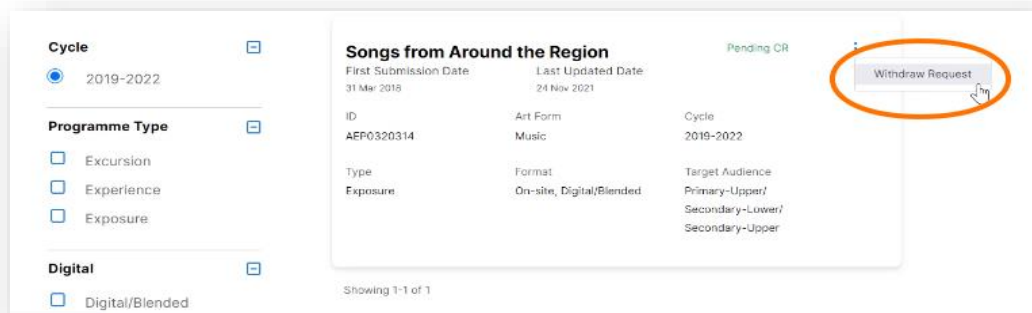 Cycle
2019-2022
Programme Type
Excursion
Experience
Exposure
Digital
Digital/Blended
Songs from Around the Region
Pending CR
First Submission Date
Last Updated Date
31 Mar 2018
24 Nov 2021
ID
Art Form
Cycle
AEP0320314
Music
2019-2022
Type
Format
Target Audience
Exposure
On-site, Digital/Blended
Primary-Upper/
Secondary-Lower/
Secondary-Upper
Showing 1-1 of 1
Withdraw Request